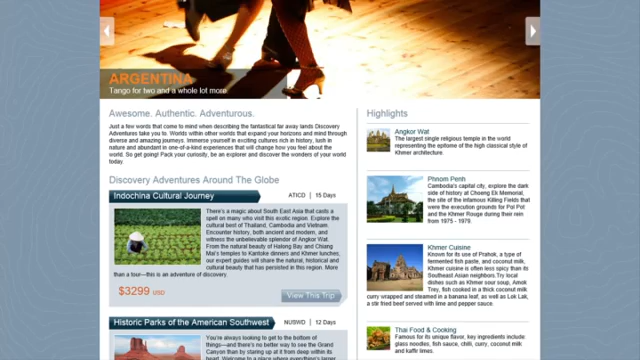 ARGENTINA
Tango for two and a whole lot more
Awesome. Authentic. Adventurous.
Just a few words that come to mind when describing the fantastical far away lands Discovery
Adventures take you to. Worlds within other worlds that expand your horizons and mind through
diverse and amazing journeys. Immerse yourself in exciting cultures rich in history, lush in
nature and abundant in one-of-a-kind experiences that will change how you feel about the
world. So get going! Pack your curiosity, be an explorer and discover the wonders of your world
today.
Discovery Adventures Around The Globe
Indochina Cultural Journey
ATICD | 15 Days
There's a magic about South East Asia that casts a
spell on many who visit this exotic region. Explore the
cultural best of Thailand, Cambodia and Vietnam.
Encounter history, both ancient and modern, and
witness the unbelievable splendor of Angkor Wat.
From the natural beauty of Halong Bay and Chiang
Mai's temples to Kantoke dinners and Khmer lunches,
our expert guides will share the natural, historical and
cultural beauty that has persisted in this region. More
than a tour—this is an adventure of discovery.
$3299 USD
View This Trip
Historic Parks of the American Southwest
NUSWD | 12 Days
You're always looking to get to the bottom of
things—and there's no better way to see the Grand
Canyon than by staring up at it from deep within its
heart. Welcome to a place where everything's larger
Highlights
Angkor Wat
The largest single religious temple in the world
representing the epitome of the high classical style of
Khmer architecture.
Phnom Penh
Cambodia's capital city, explore the dark
side of history at Choeng Ek Memorial,
the site of the infamous Killing Fields that
were the execution grounds for Pol Pot
and the Khmer Rouge during their rein
from 1975 - 1979.
Khmer Cuisine
Known for its use of Prahok, a type of
fermented fish paste, and coconut milk,
Khmer cuisine is often less spicy than its
Southeast Asian neighbors. Try local
dishes such as Khmer sour soup, Amok
Trey, fish cooked in a thick coconut milk
curry wrapped and steamed in a banana leaf, as well as Lok Lak,
a stir fried beef served with lime and pepper sauce.
Thai Food & Cooking
Famous for its unique flavor, key ingredients include:
glass noodles, fish sauce, chilli, curry, coconut milk
and kaffir limes.